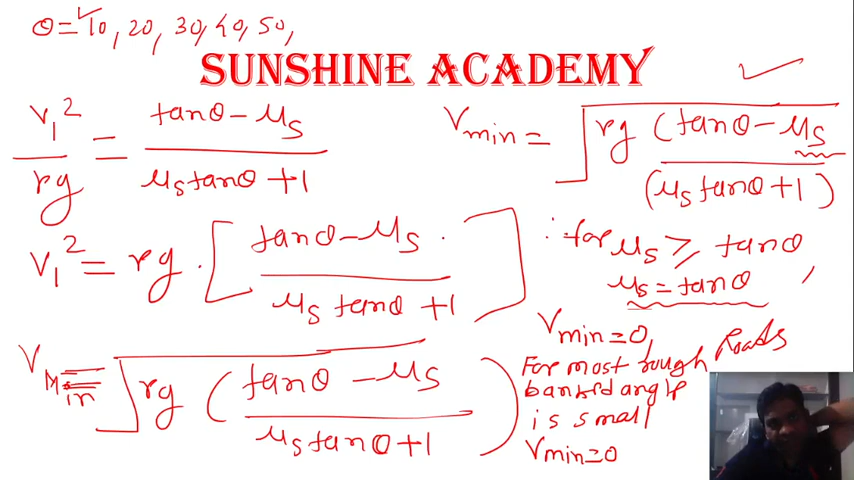 θ = 10, 20, 30, 40, 50,
SUNSHINE ACADEMY
v₁²/rg = (tanθ - μs)/(μs tanθ + 1)
v₁² = rg · [(tanθ - μs)/(μs tanθ + 1)]
VMin = √rg ((tanθ - μs)/(μs tanθ + 1))
Vmin = √(rg (tanθ - μs)/(μs tanθ + 1))
∴ for μs ≥ tanθ
μs = tanθ,
Vmin = 0,
For most rough Roads
banked angle
is small
Vmin = 0